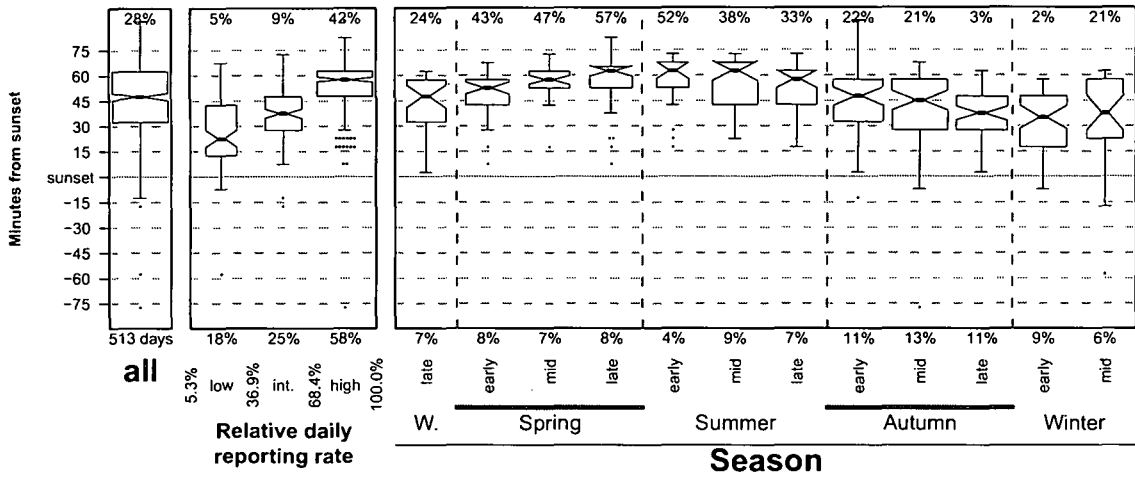 28% 5% 9% 42% 24% 43% 47% 57% 52% 38% 33% 22% 21% 3% 2% 21%
75
60
45
30
15
sunset
-15
-30
-45
-60
-75
Minutes from sunset
513 days 18% 25% 58% 7% 8% 7% 8% 4% 9% 7% 11% 13% 11% 9% 6%
all
5.3% low 36.9% int. 68.4% high 100.0%
Relative daily
reporting rate
late early mid late early mid late early mid late early mid
W. Spring Summer Autumn Winter
Season